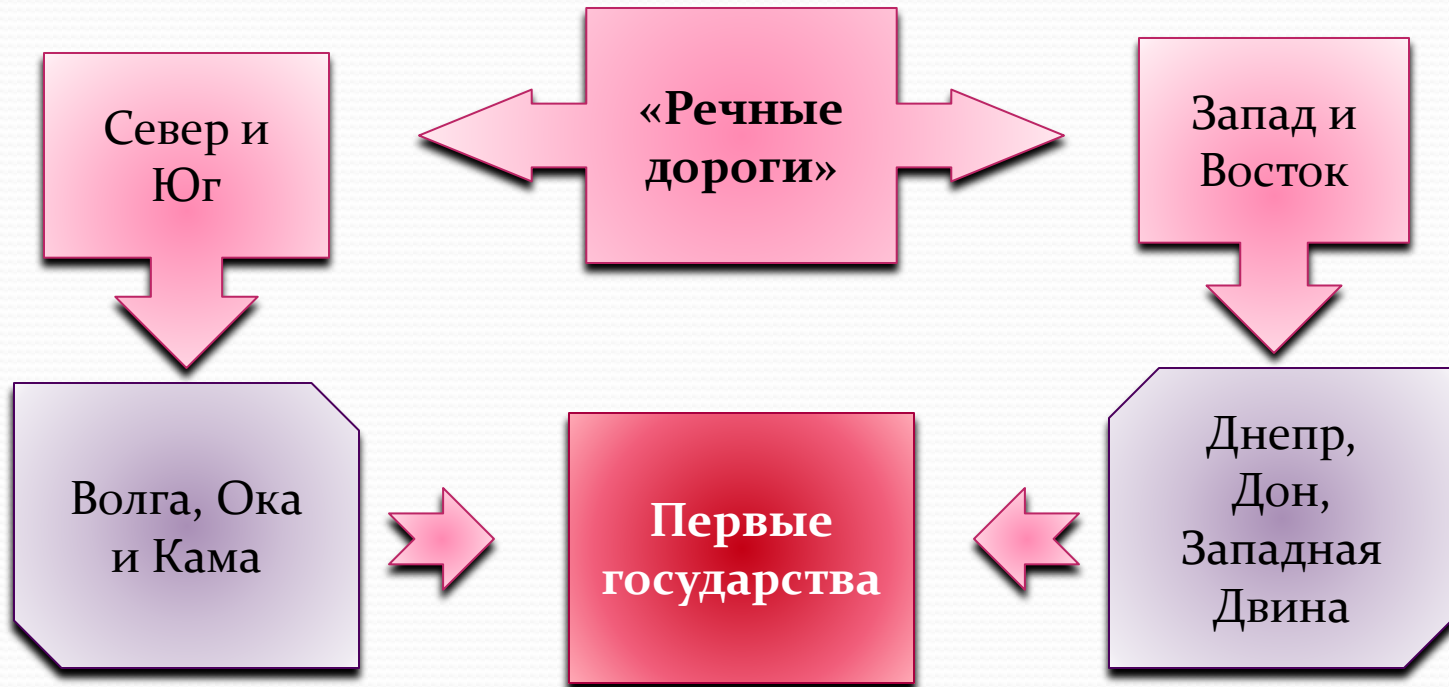 Север и
Юг
«Речные
дороги»
Запад и
Восток
Волга, Ока
и Кама
Первые
государства
Днепр,
Дон,
Западная
Двина